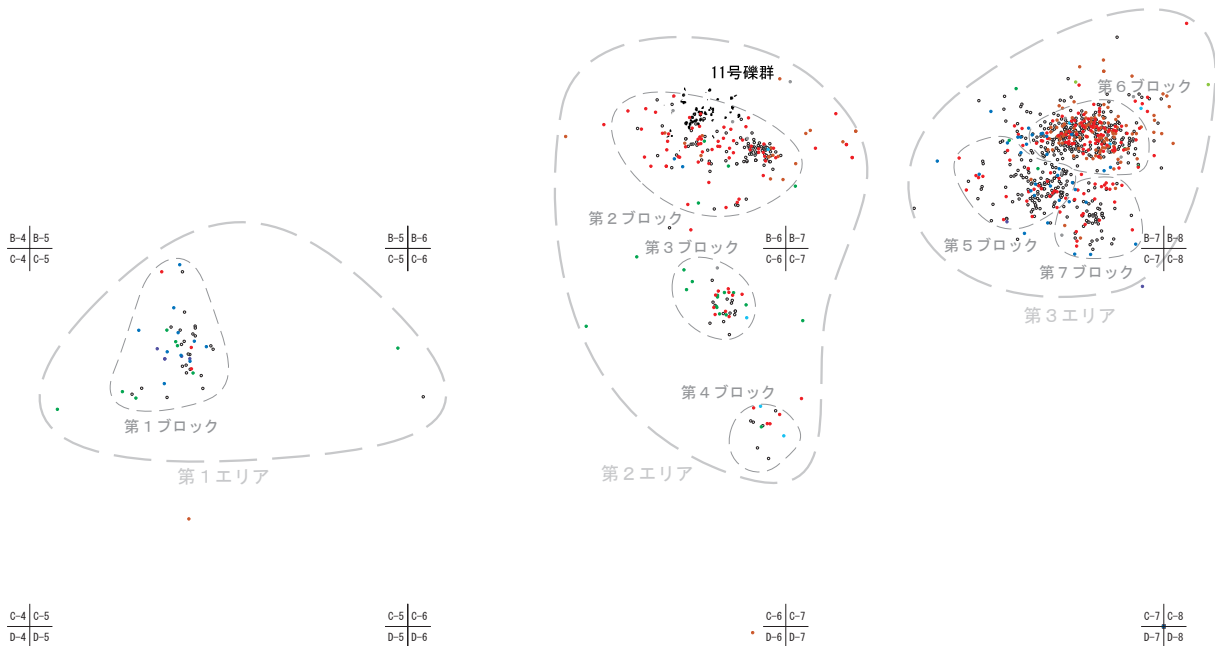 11号礫群
第6ブロック
第2ブロック
B-4 B-5
C-4 C-5
B-5 B-6
C-5 C-6
第3ブロック
B-6 B-7
C-6 C-7
第5ブロック
B-7 B-8
C-7 C-8
第7ブロック
第3エリア
第4ブロック
第1ブロック
第1エリア
第2エリア
C-4 C-5
D-4 D-5
C-5 C-6
D-5 D-6
C-6 C-7
D-6 D-7
C-7 C-8
D-7 D-8